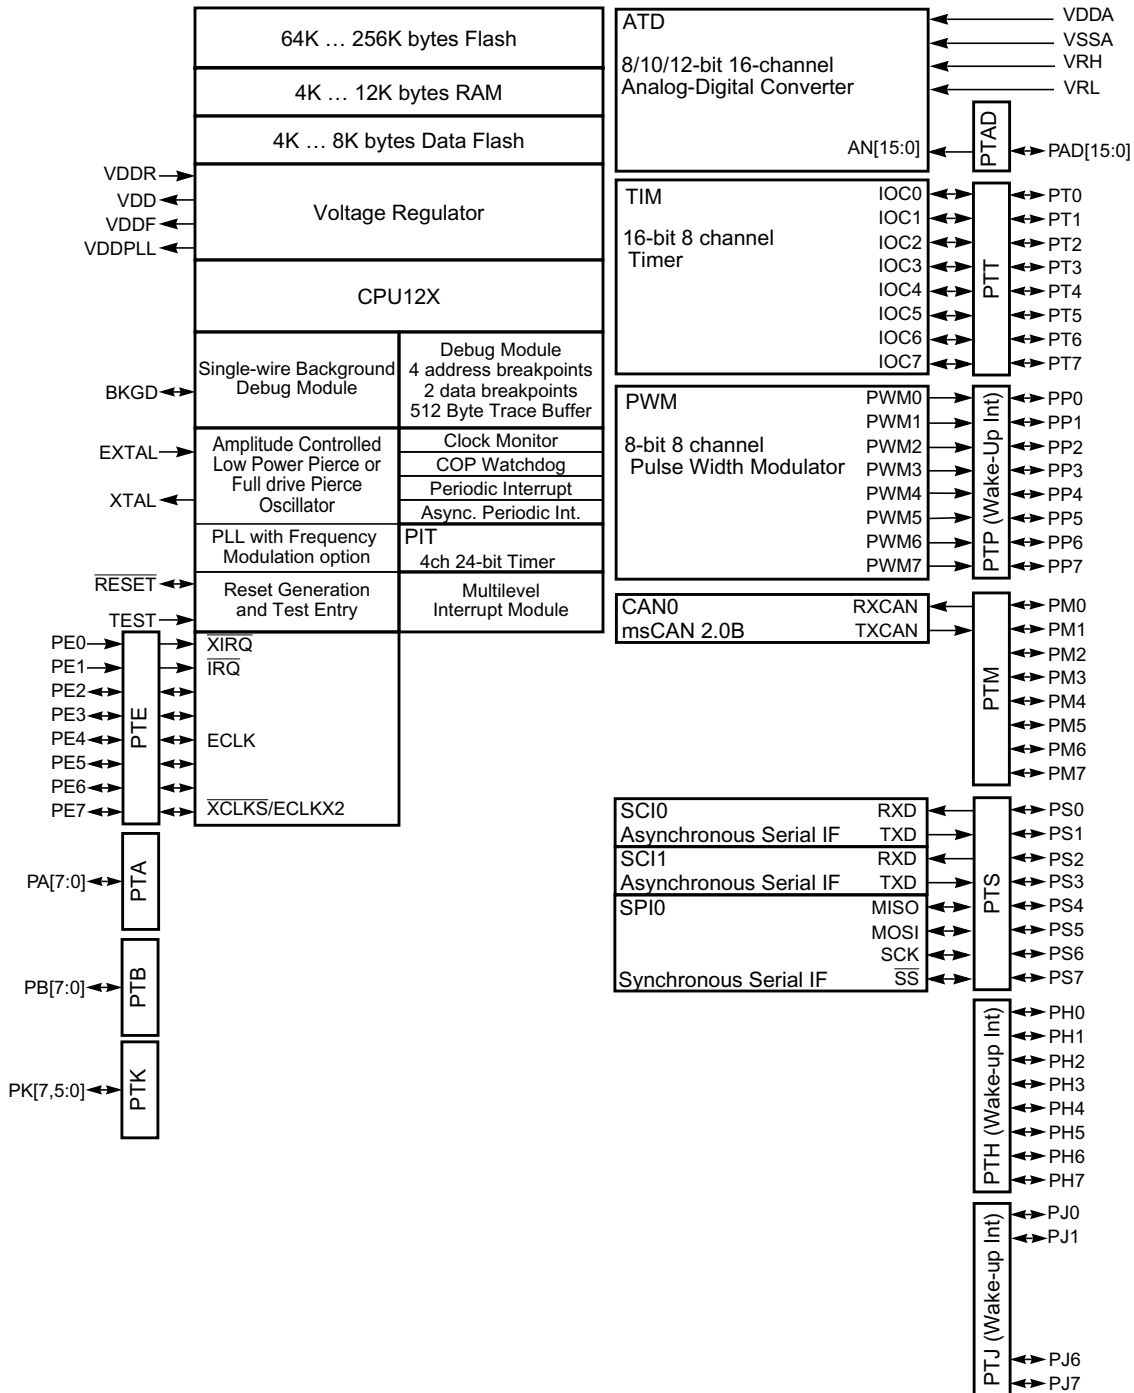 64K … 256K bytes Flash
4K … 12K bytes RAM
4K … 8K bytes Data Flash
VDDR
VDD
VDDF
VDDPLL
Voltage Regulator
CPU12X
BKGD
Single-wire Background
Debug Module
Debug Module
4 address breakpoints
2 data breakpoints
512 Byte Trace Buffer
EXTAL
XTAL
Amplitude Controlled
Low Power Pierce or
Full drive Pierce
Oscillator
Clock Monitor
COP Watchdog
Periodic Interrupt
Async. Periodic Int.
PLL with Frequency
Modulation option
PIT
4ch 24-bit Timer
RESET
TEST
Reset Generation
and Test Entry
Multilevel
Interrupt Module
PE0
PE1
PE2
PE3
PE4
PE5
PE6
PE7
PTE
XIRQ
IRQ
ECLK
XCLKS/ECLKX2
PA[7:0]
PTA
PB[7:0]
PTB
PK[7,5:0]
PTK
ATD
8/10/12-bit 16-channel
Analog-Digital Converter
AN[15:0]
VDDA
VSSA
VRH
VRL
PTAD
PAD[15:0]
TIM
16-bit 8 channel
Timer
IOC0
IOC1
IOC2
IOC3
IOC4
IOC5
IOC6
IOC7
PTT
PT0
PT1
PT2
PT3
PT4
PT5
PT6
PT7
PWM
8-bit 8 channel
Pulse Width Modulator
PWM0
PWM1
PWM2
PWM3
PWM4
PWM5
PWM6
PWM7
PTP (Wake-Up Int)
PP0
PP1
PP2
PP3
PP4
PP5
PP6
PP7
CAN0
msCAN 2.0B
RXCAN
TXCAN
PTM
PM0
PM1
PM2
PM3
PM4
PM5
PM6
PM7
SCI0
Asynchronous Serial IF
RXD
TXD
SCI1
Asynchronous Serial IF
RXD
TXD
SPI0
Synchronous Serial IF
MISO
MOSI
SCK
SS
PTS
PS0
PS1
PS2
PS3
PS4
PS5
PS6
PS7
PTH (Wake-up Int)
PH0
PH1
PH2
PH3
PH4
PH5
PH6
PH7
PTJ (Wake-up Int)
PJ0
PJ1
PJ6
PJ7